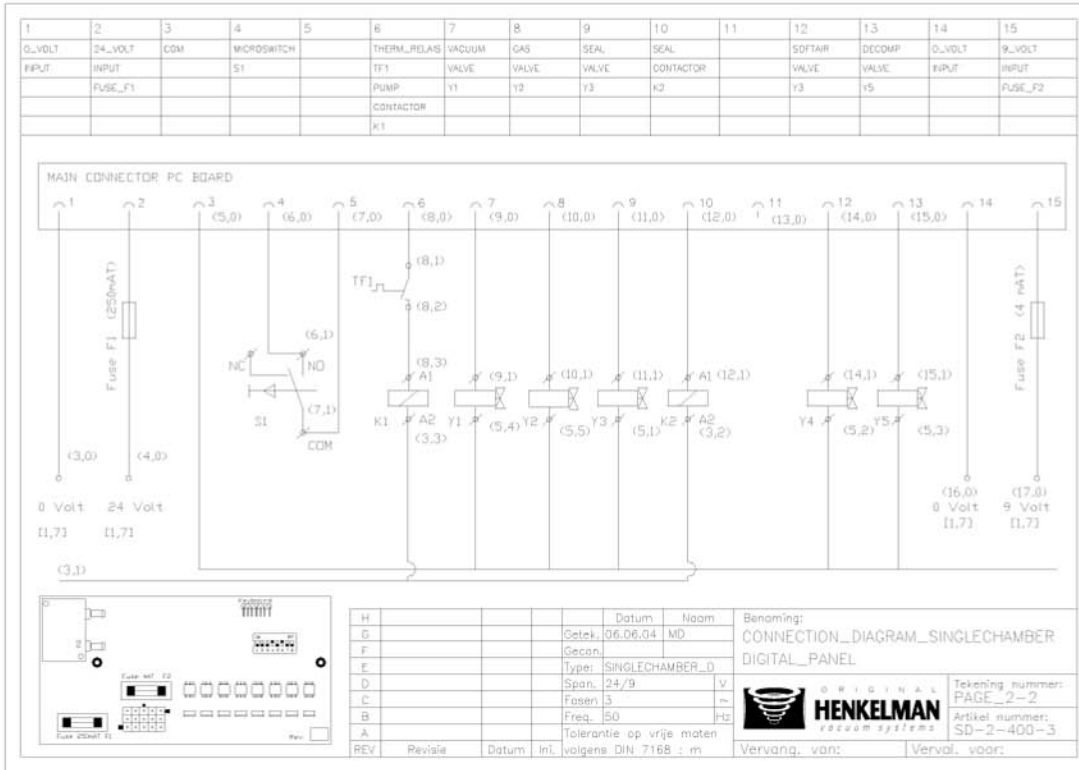 1 2 3 4 5 6 7 8 9 10 11 12 13 14 15
0_VOLT 24_VOLT COM MICROSWITCH THERM_RELAIS VACUUM GAS SEAL SEAL SOFTAIR DECOMP 0_VOLT 9_VOLT
INPUT INPUT S1 TF1 VALVE VALVE VALVE CONTACTOR VALVE VALVE INPUT INPUT
FUSE_F1 PUMP Y1 Y2 Y3 K2 Y3 Y5 FUSE_F2
CONTACTOR
K1
MAIN CONNECTOR PC BOARD
1 2 3 4 5 6 7 8 9 10 11 12 13 14 15
(5,0) (6,0) (7,0) (8,0) (9,0) (10,0) (11,0) (12,0) (13,0) (14,0) (15,0)
Fuse F1 (250mAT)
TF1
(8,1)
(8,2)
Fuse F2 (4 mAT)
(6,1)
NC NO
(8,3)
A1 (9,1) (10,1) (11,1) A1 (12,1) (14,1) (15,1)
S1 (7,1)
COM
K1 A2 Y1 Y2 Y3 K2 A2 Y4 Y5
(3,3) (5,4) (5,5) (5,1) (3,2) (5,2) (5,3)
(3,0) (4,0)
0 Volt 24 Volt
[1,7] [1,7]
(16,0) (17,0)
0 Volt 9 Volt
[1,7] [1,7]
(3,1)
Keyboard
Fuse 4AT F2
Fuse 250mAT F1
Rev.
H Datum Naam
G Getek. 06.06.04 MD
F Gecon.
E Type: SINGLECHAMBER_D
D Span. 24/9 V
C Fasen 3 ~
B Freq. 50 Hz
A Tolerantie op vrije maten
REV Revisie Datum Ini. volgens DIN 7168 : m
Benaming:
CONNECTION_DIAGRAM_SINGLECHAMBER
DIGITAL_PANEL
ORIGINAL
HENKELMAN
vacuum systems
Tekening nummer:
PAGE_2-2
Artikel nummer:
SD-2-400-3
Vervang. van: Verval. voor: